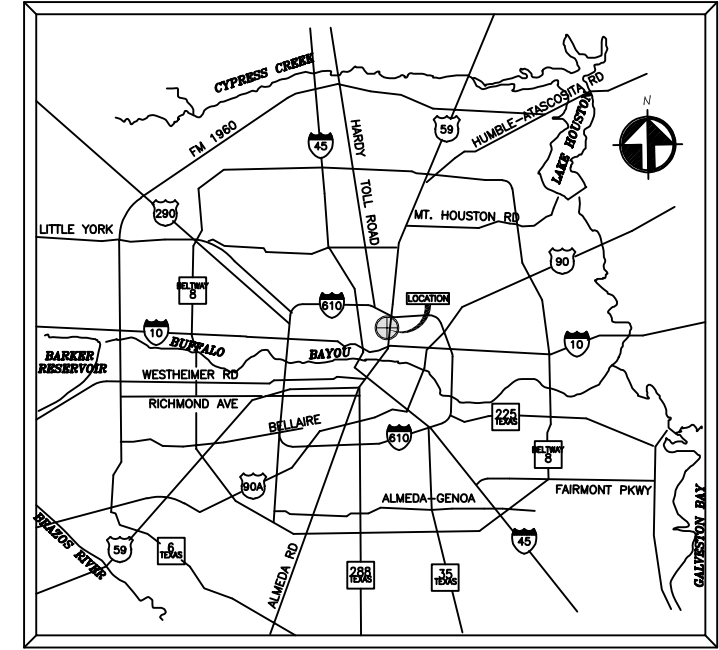 CYPRESS CREEK
HUMBLE-ATASCOSITA RD
LAKE HOUSTON
N
FM 1960
45
HARDY
TOLL ROAD
59
290
MT. HOUSTON RD
LITTLE YORK
90
BELTWAY
8
610
LOCATION
10
BUFFALO
BAYOU
10
BARKER
RESERVOIR
WESTHEIMER RD
RICHMOND AVE
BELLAIRE
225
TEXAS
610
BELTWAY
8
90A
ALMEDA-GENOA
FAIRMONT PKWY
GALVESTON BAY
BRAZOS RIVER
59
6
TEXAS
ALMEDA RD
288
TEXAS
35
TEXAS
45